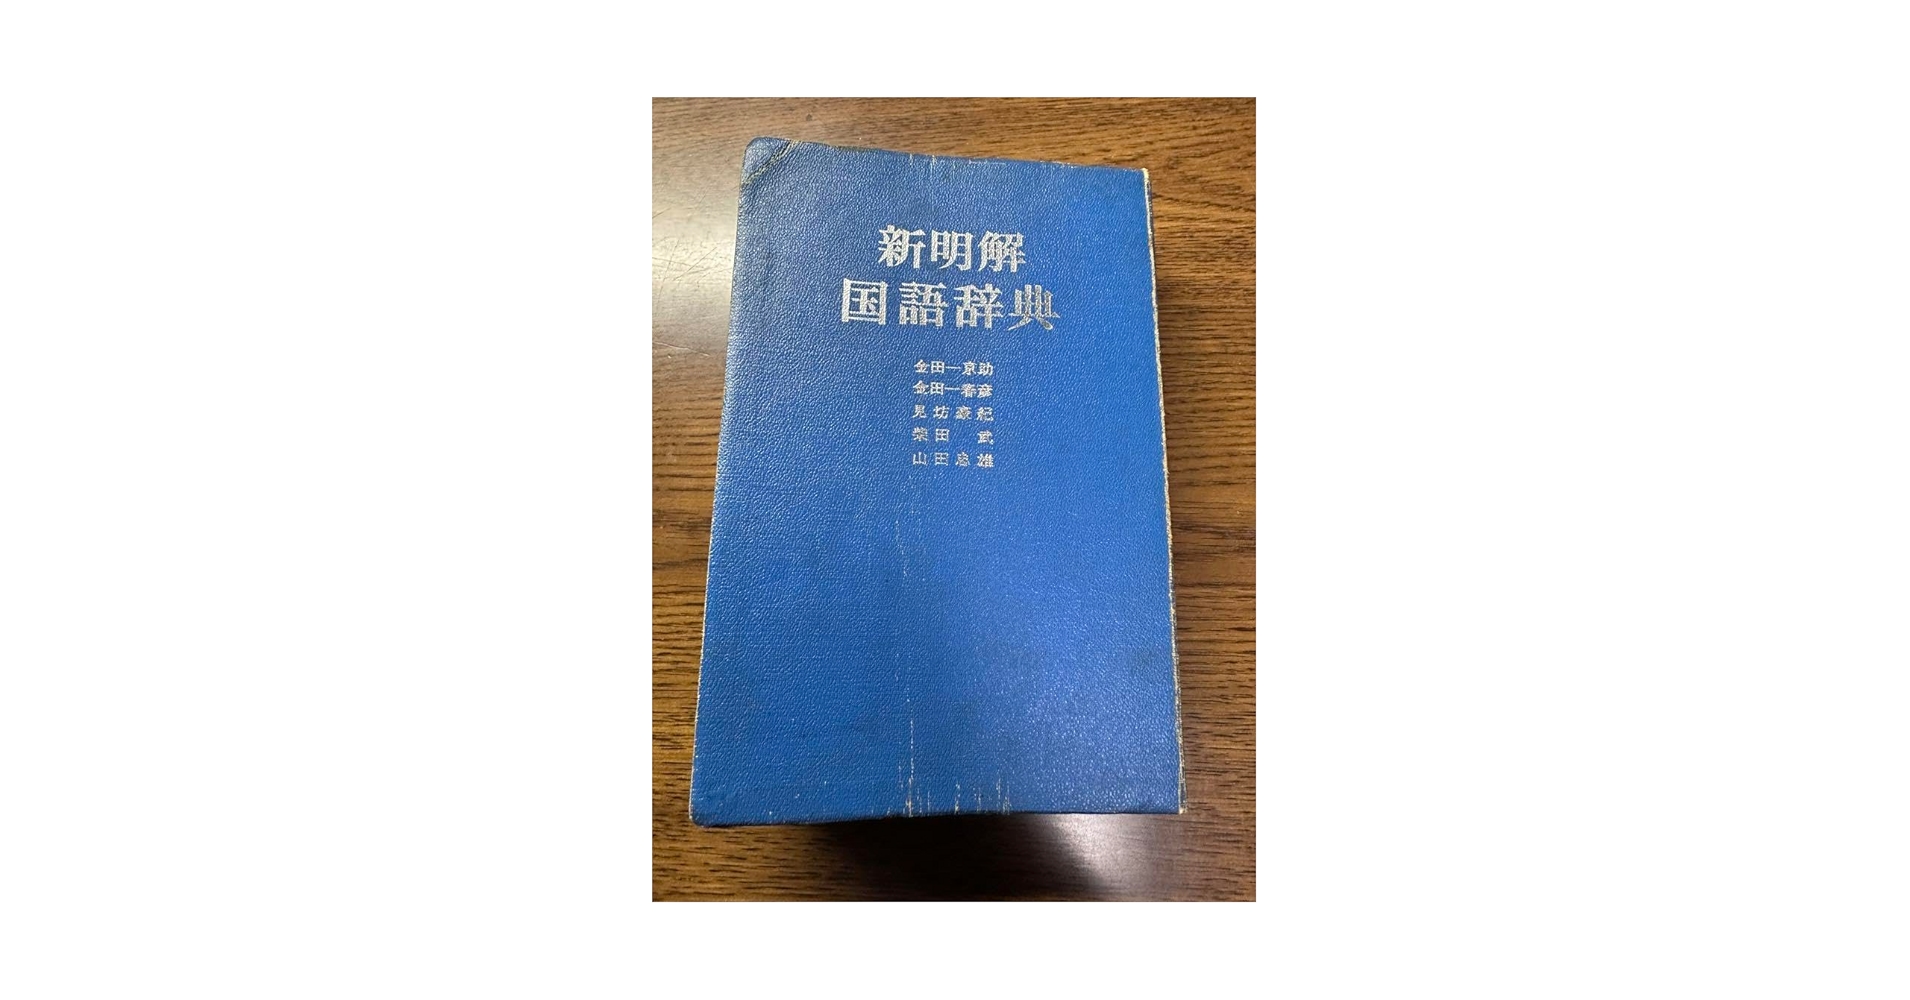 新明解
国語辞典
金田一京助
金田一春彦
見坊豪紀
柴田 武
山田忠雄